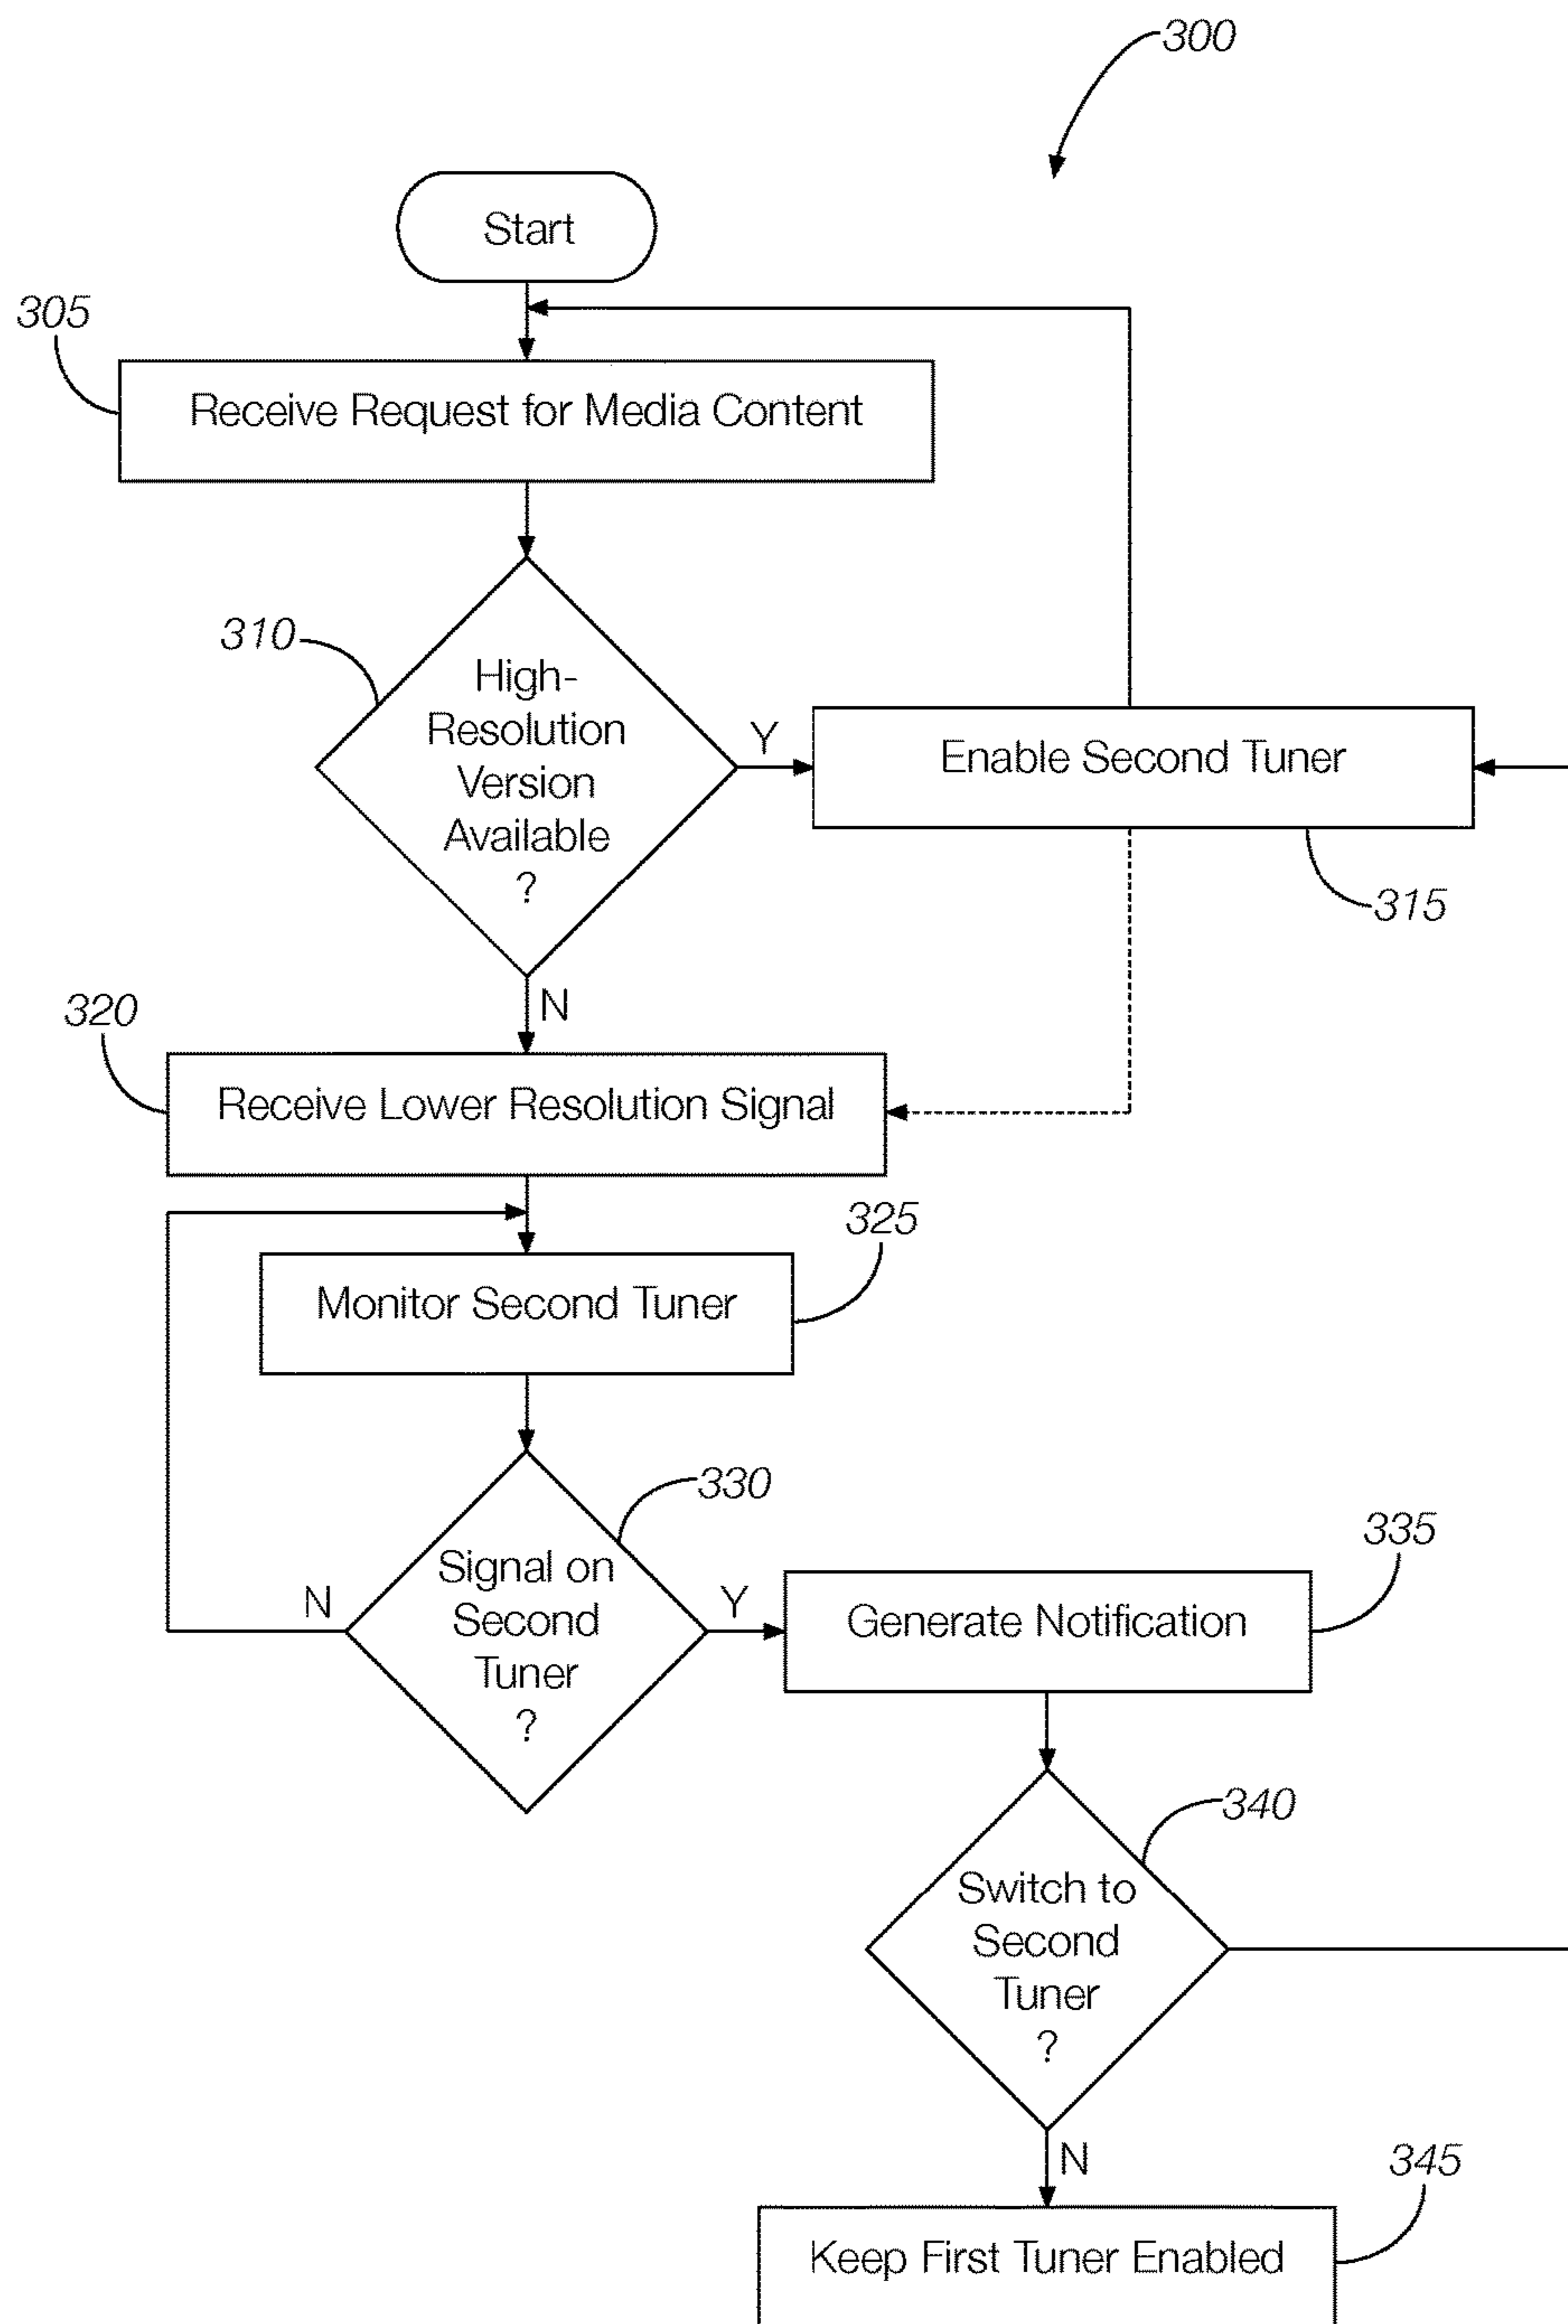 300
Start
305
Receive Request for Media Content
310
High-
Resolution
Version
Available
?
Y
Enable Second Tuner
315
N
320
Receive Lower Resolution Signal
325
Monitor Second Tuner
330
Signal on
Second
Tuner
?
N
Y
335
Generate Notification
340
Switch to
Second
Tuner
?
N
345
Keep First Tuner Enabled